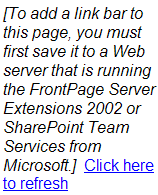 [To add a link bar to
this page, you must
first save it to a Web
server that is running
the FrontPage Server
Extensions 2002 or
SharePoint Team
Services from
Microsoft.]  Click here
to refresh